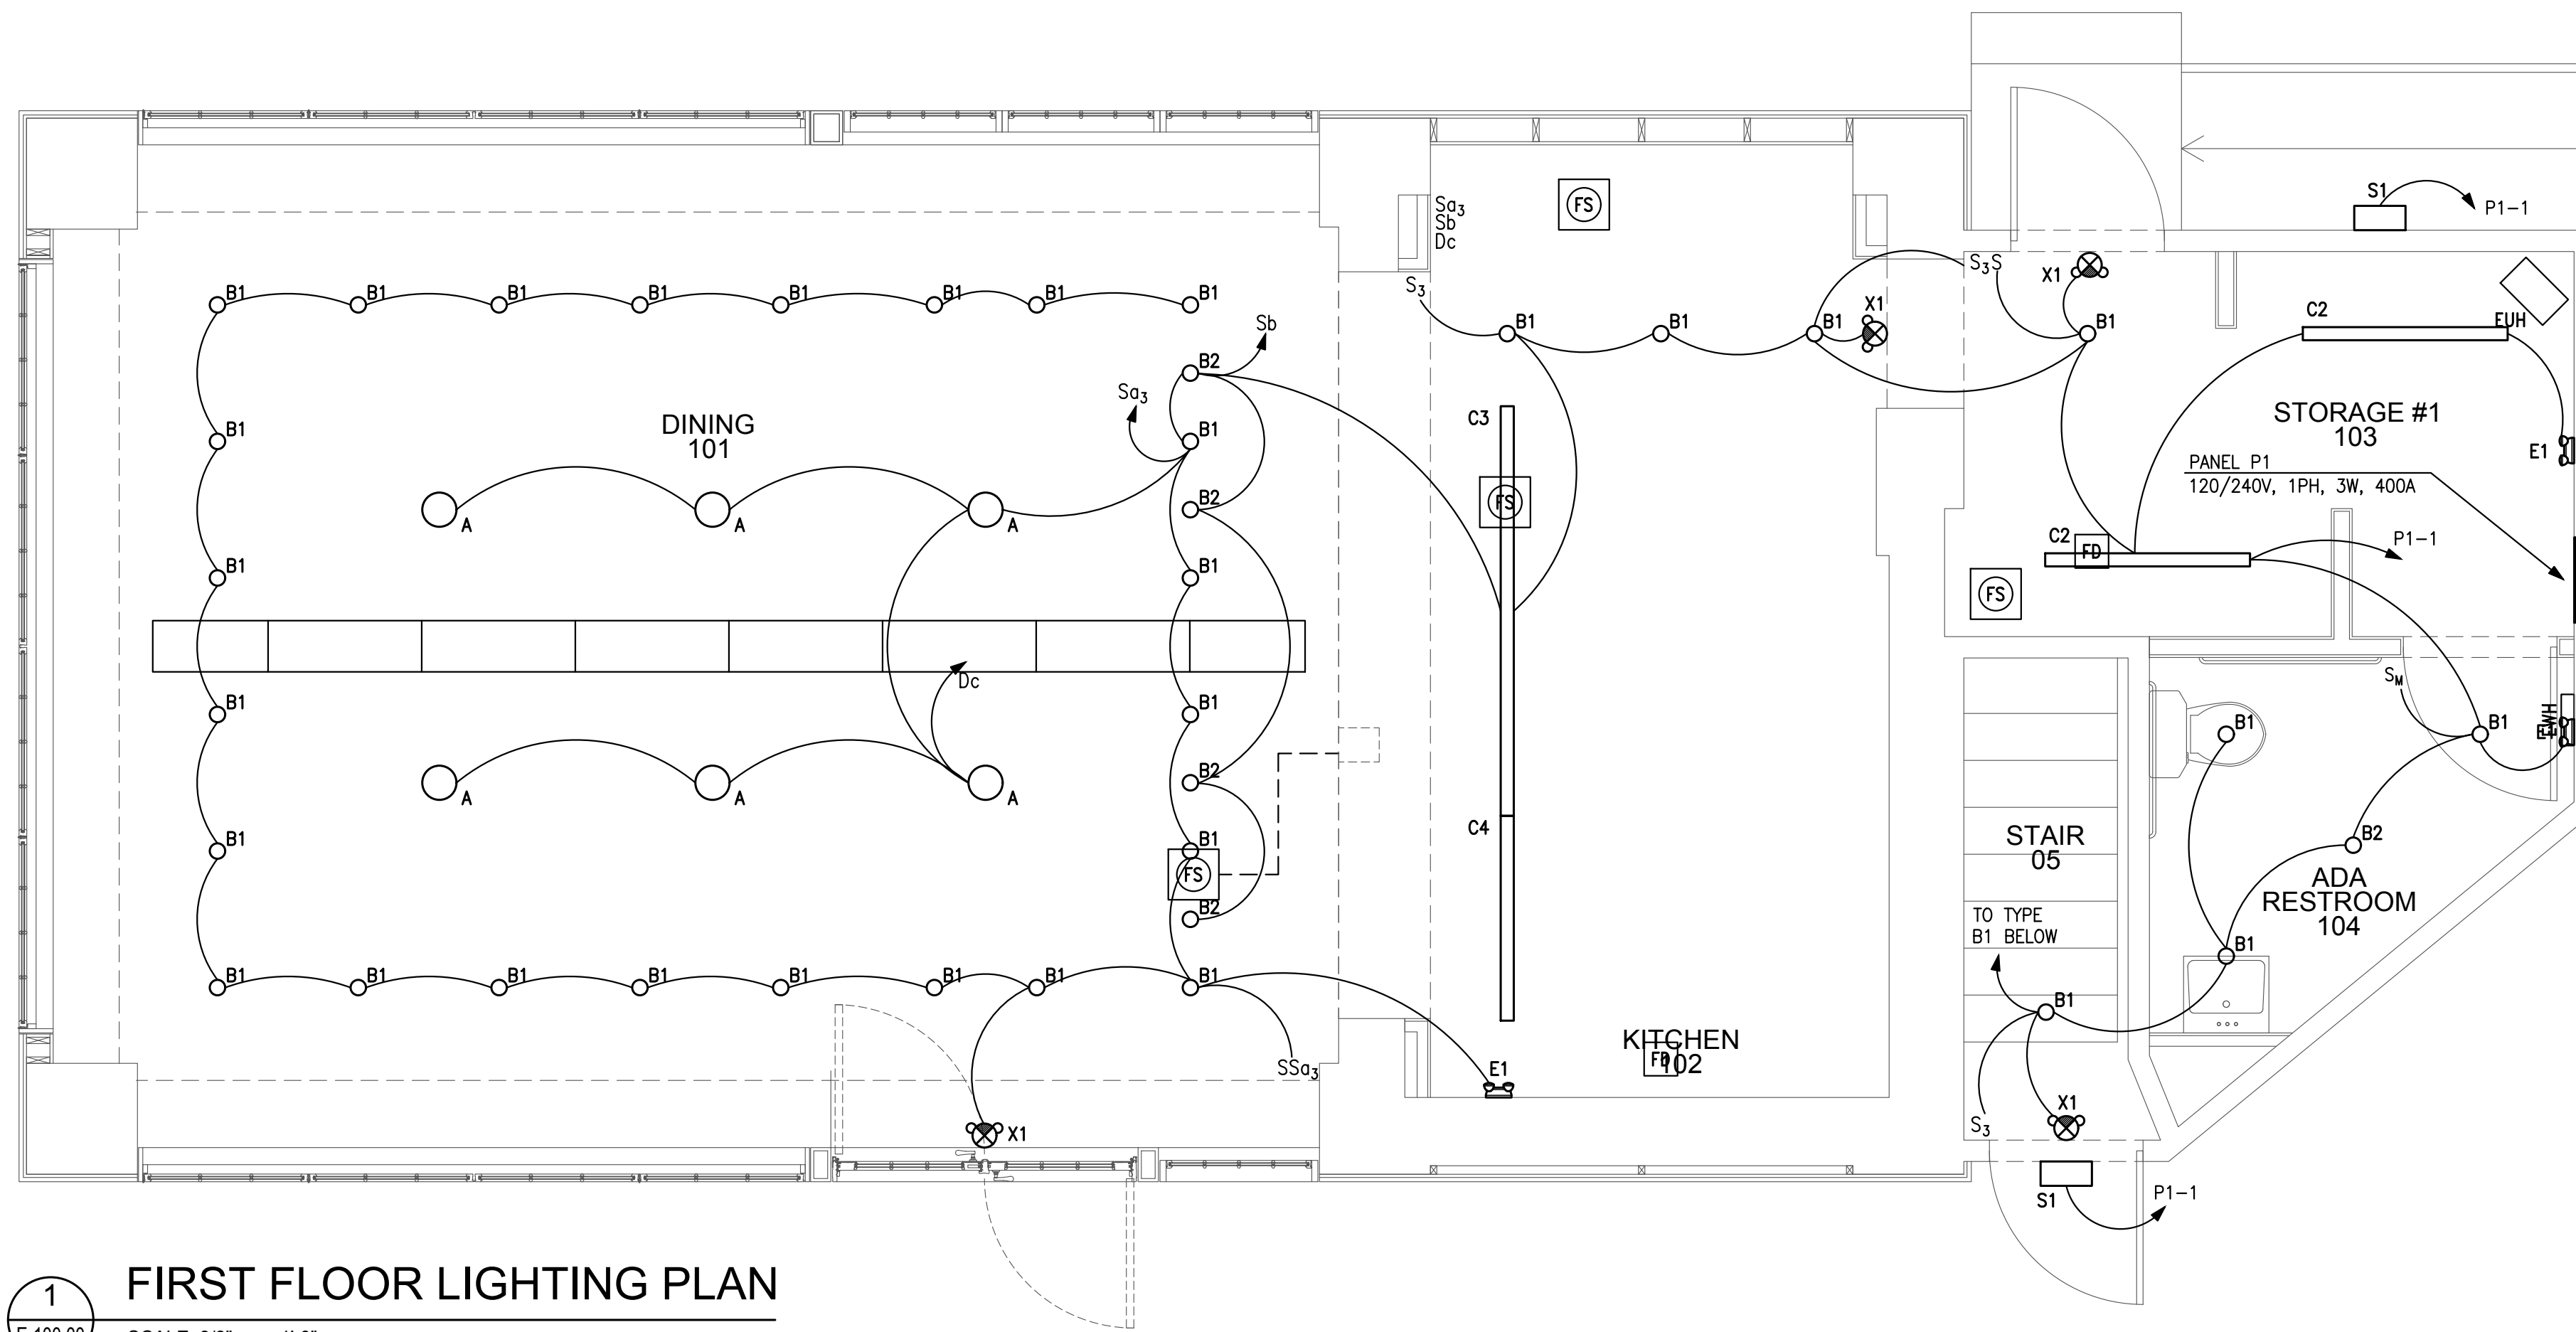 S1
P1-1
FS
Sa3
Sb
Dc
S3S
X1
S3
X1
B1
B1
B1
B1
B1
B1
B1
B1
B1
B1
B1
B1
C2
EUH
Sb
B2
Sa3
B1
DINING
101
C3
STORAGE #1
103
B1
E1
PANEL P1
120/240V, 1PH, 3W, 400A
FS
B2
A
A
A
C2
FD
P1-1
B1
B1
FS
Dc
SM
B1
B1
B1
B1
EWH
B2
A
A
A
C4
STAIR
05
B2
B1
B1
FS
ADA
RESTROOM
104
B2
TO TYPE
B1 BELOW
B1
B1
B1
B1
B1
B1
B1
B1
B1
B1
B1
KITCHEN
102
FD
SSa3
E1
X1
S3
X1
S1
P1-1
1
FIRST FLOOR LIGHTING PLAN